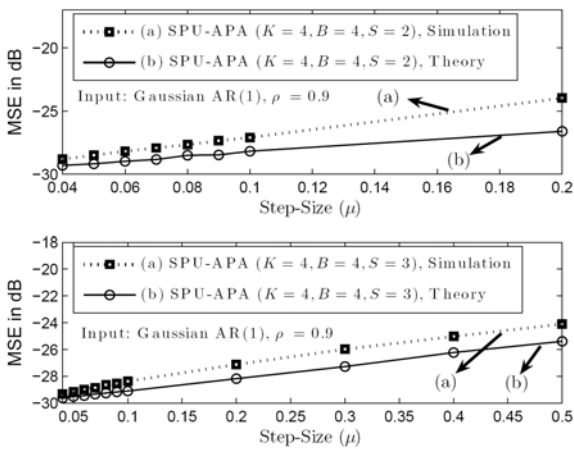 MSE in dB
−20
−25
−30
(a) SPU-APA (K = 4, B = 4, S = 2), Simulation
(b) SPU-APA (K = 4, B = 4, S = 2), Theory
Input: Gaussian AR(1), ρ = 0.9
(a)
(b)
0.04 0.06 0.08 0.1 0.12 0.14 0.16 0.18 0.2
Step-Size (μ)
MSE in dB
−18
−20
−22
−24
−26
−28
−30
(a) SPU-APA (K = 4, B = 4, S = 3), Simulation
(b) SPU-APA (K = 4, B = 4, S = 3), Theory
Input: Gaussian AR(1), ρ = 0.9
(a)
(b)
0.05 0.1 0.15 0.2 0.25 0.3 0.35 0.4 0.45 0.5
Step-Size (μ)